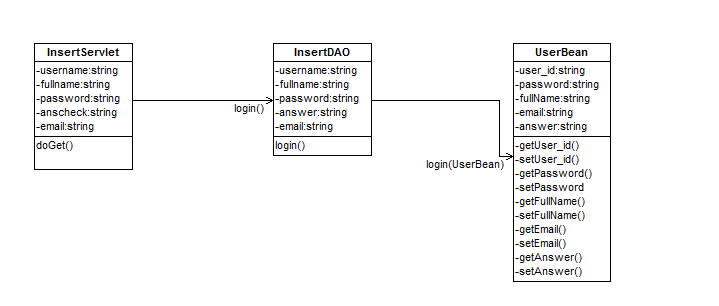 InsertServlet
-username:string
-fullname:string
-password:string
-anscheck:string
-email:string
doGet()
login()
InsertDAO
-username:string
-fullname:string
-password:string
-answer:string
-email:string
login()
login(UserBean)
UserBean
-user_id:string
-password:string
-fullName:string
-email:string
-answer:string
-getUser_id()
-setUser_id()
-getPassword()
-setPassword
-getFullName()
-setFullName()
-getEmail()
-setEmail()
-getAnswer()
-setAnswer()